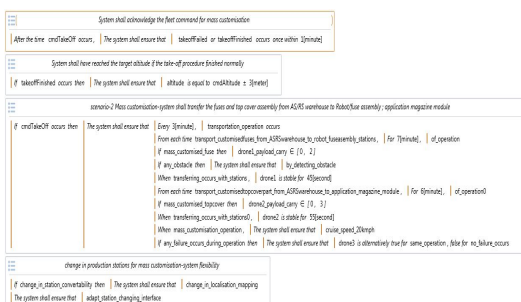 System shall acknowledge the fleet command for mass customisation
After the time cmdTakeOff occurs, The system shall ensure that takeoffFailed or takeoffFinished occurs once within 1[minute]
System shall have reached the target altitude if the take-off procedure finished normally
If takeoffFinished occurs then The system shall ensure that altitude is equal to cmdAltitude ± 3[meter]
scenario-2 Mass customisation-system shall transfer the fuses and top cover assembly from AS/RS warehouse to Robot/fuse assembly ; application magazine module
If cmdTakeOff occurs then The system shall ensure that Every 3[minute], transportation_operation occurs
From each time transport_customisedfuses_from_ASRSwarehouse_to_robot_fuseasembly_stations, For 7[minute], of_operation
If mass_customised_fuse then drone1_payload_carry ∈ [0, 2]
If any_obstacle then The system shall ensure that by_detecting_obstacle
When transferring_occurs_with_stations, drone1 is stable for 45[second]
From each time transport_customisedtopcoverpart_from_ASRSwarehouse_to_application_magazine_module, For 6[minute], of_operation0
If mass_customised_topcover then drone2_payload_carry ∈ [0, 3]
When transferring_occurs_with_stations0, drone2 is stable for 55[second]
When mass_customisation_operation, The system shall ensure that cruise_speed_20kmph
If any_failure_occurs_during_operation then The system shall ensure that drone3 is alternatively true for same_operation, false for no_failure_occurs
change in production stations for mass customisation-system flexibility
If change_in_station_convertability then The system shall ensure that change_in_localisation_mapping
The system shall ensure that adapt_station_changing_interface